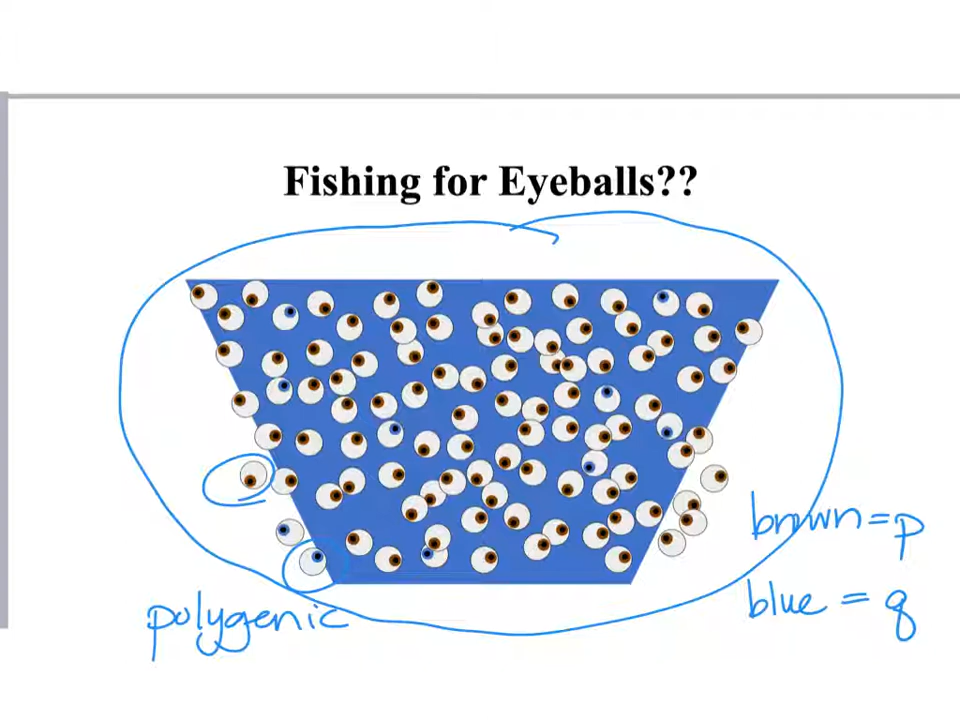 Fishing for Eyeballs??
brown = p
blue = q
polygenic